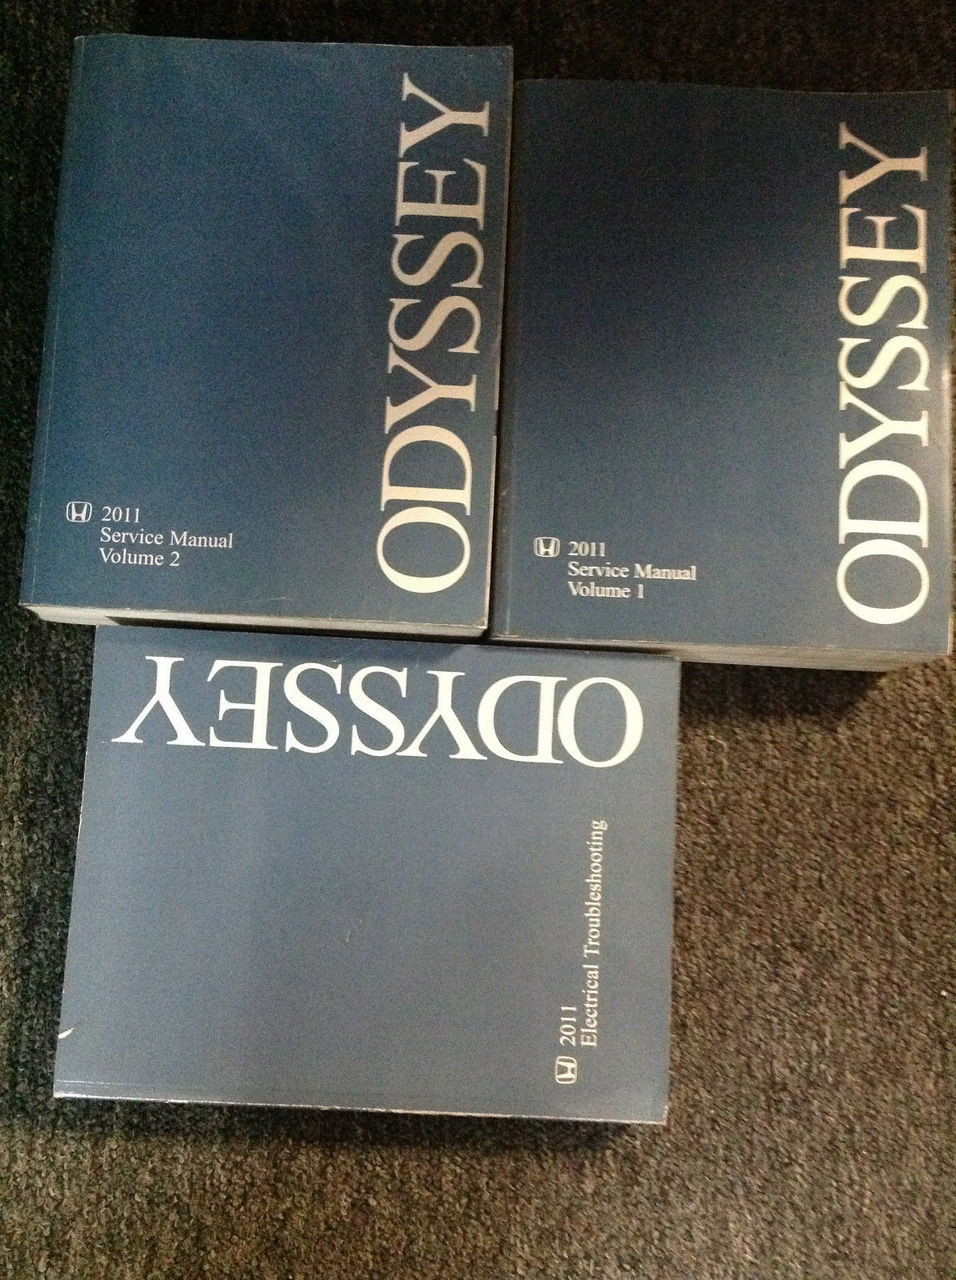 ODYSSEY
2011
Service Manual
Volume 2
ODYSSEY
2011
Service Manual
Volume 1
ODYSSEY
2011
Electrical Troubleshooting